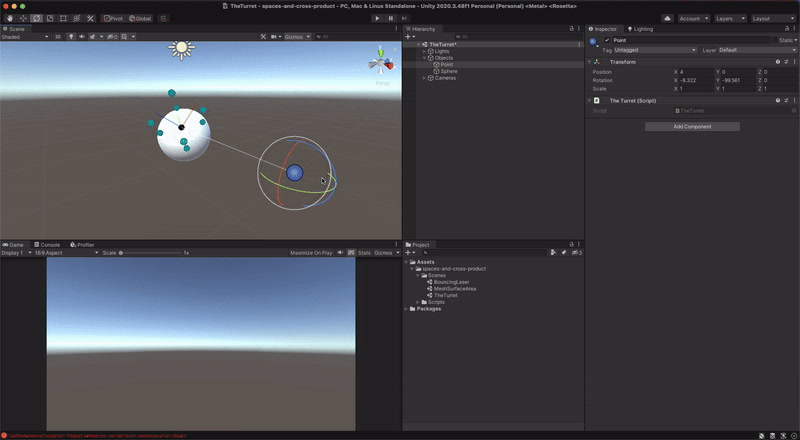 TheTurret - spaces-and-cross-product - PC, Mac & Linux Standalone - Unity 2020.3.48f1 Personal (Personal) <Metal> <Rosetta>
Pivot Global Account Layers Layout
Scene
Shaded 2D 0 Gizmos All
Persp
Hierarchy
All
TheTurret*
Lights
Objects
Point
Sphere
Cameras
Inspector Lighting
Point Static
Tag Untagged Layer Default
Transform
Position X 4 Y 0 Z 0
Rotation X -8.322 Y -99.561 Z 0
Scale X 1 Y 1 Z 1
The Turret (Script)
Script TheTurret
Add Component
Game Console Profiler
Display 1 16:9 Aspect Scale 1x Maximize On Play Stats Gizmos
Project
3
Assets
spaces-and-cross-product
Scenes
BouncingLaser
MeshSurfaceArea
TheTurret
Scripts
Packages